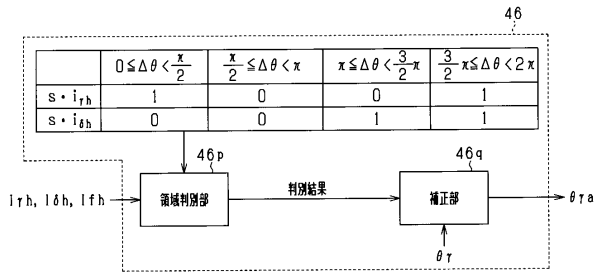 46
0≦Δθ<π/2 π/2≦Δθ<π π≦Δθ<3/2π 3/2π≦Δθ<2π
s・iγh 1 0 0 1
s・iδh 0 0 1 1
46p
46q
Iγh, Iδh, Ifh
領域判別部
判別結果
補正部
θγa
θγ